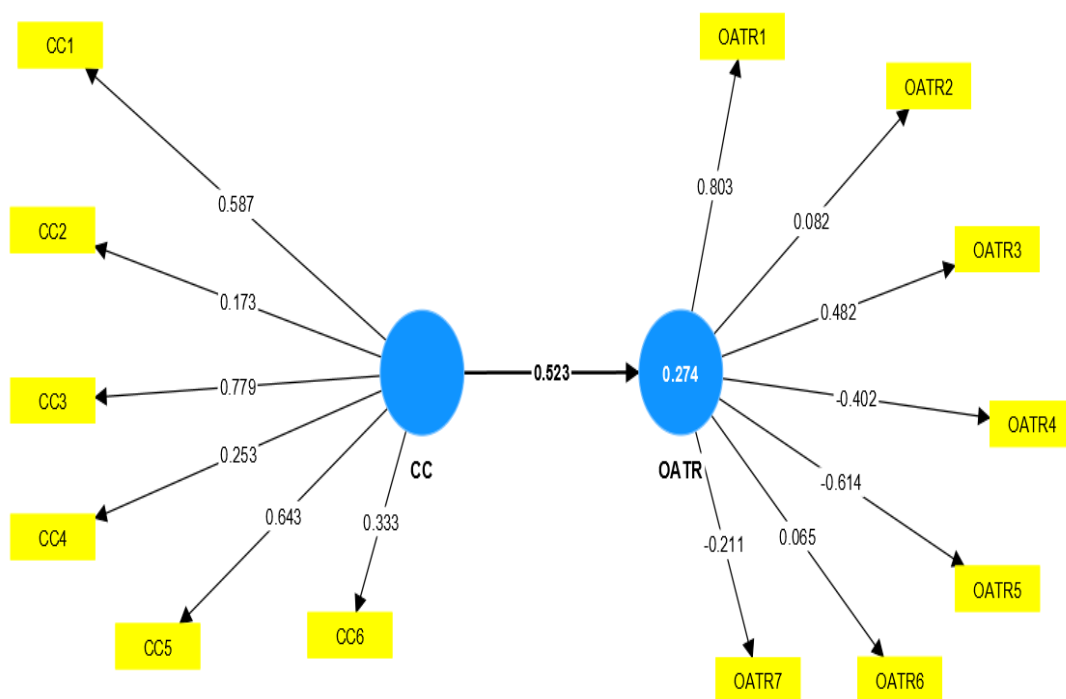 CC1
0.587
CC2
0.173
CC3
0.779
CC4
0.253
CC5
0.643
CC6
0.333
CC
0.523
0.274
OATR
OATR1
0.803
OATR2
0.082
OATR3
0.482
OATR4
-0.402
OATR5
-0.614
OATR6
0.065
OATR7
-0.211